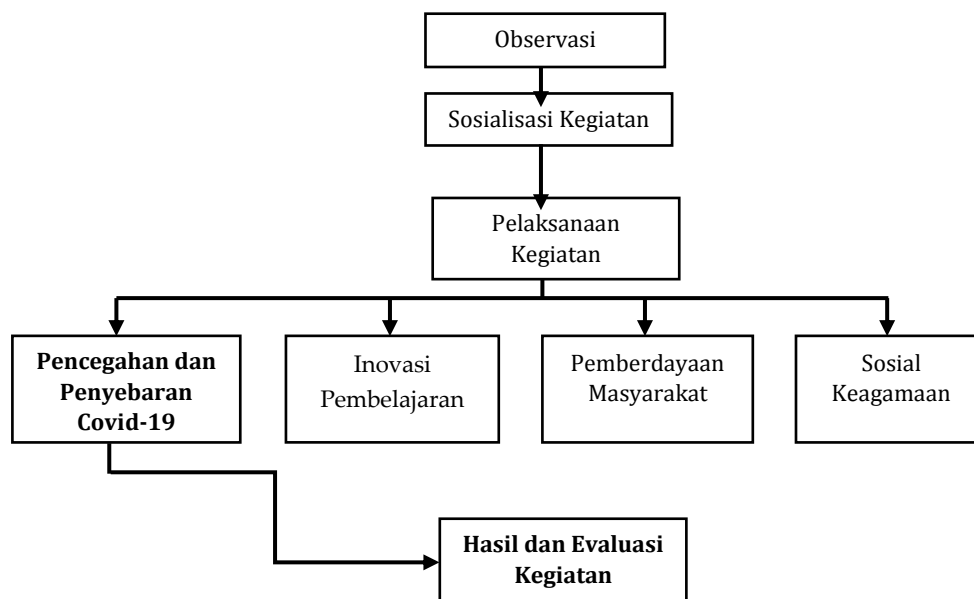 Observasi
Sosialisasi Kegiatan
Pelaksanaan
Kegiatan
Pencegahan dan
Penyebaran
Covid-19
Inovasi
Pembelajaran
Pemberdayaan
Masyarakat
Sosial
Keagamaan
Hasil dan Evaluasi
Kegiatan